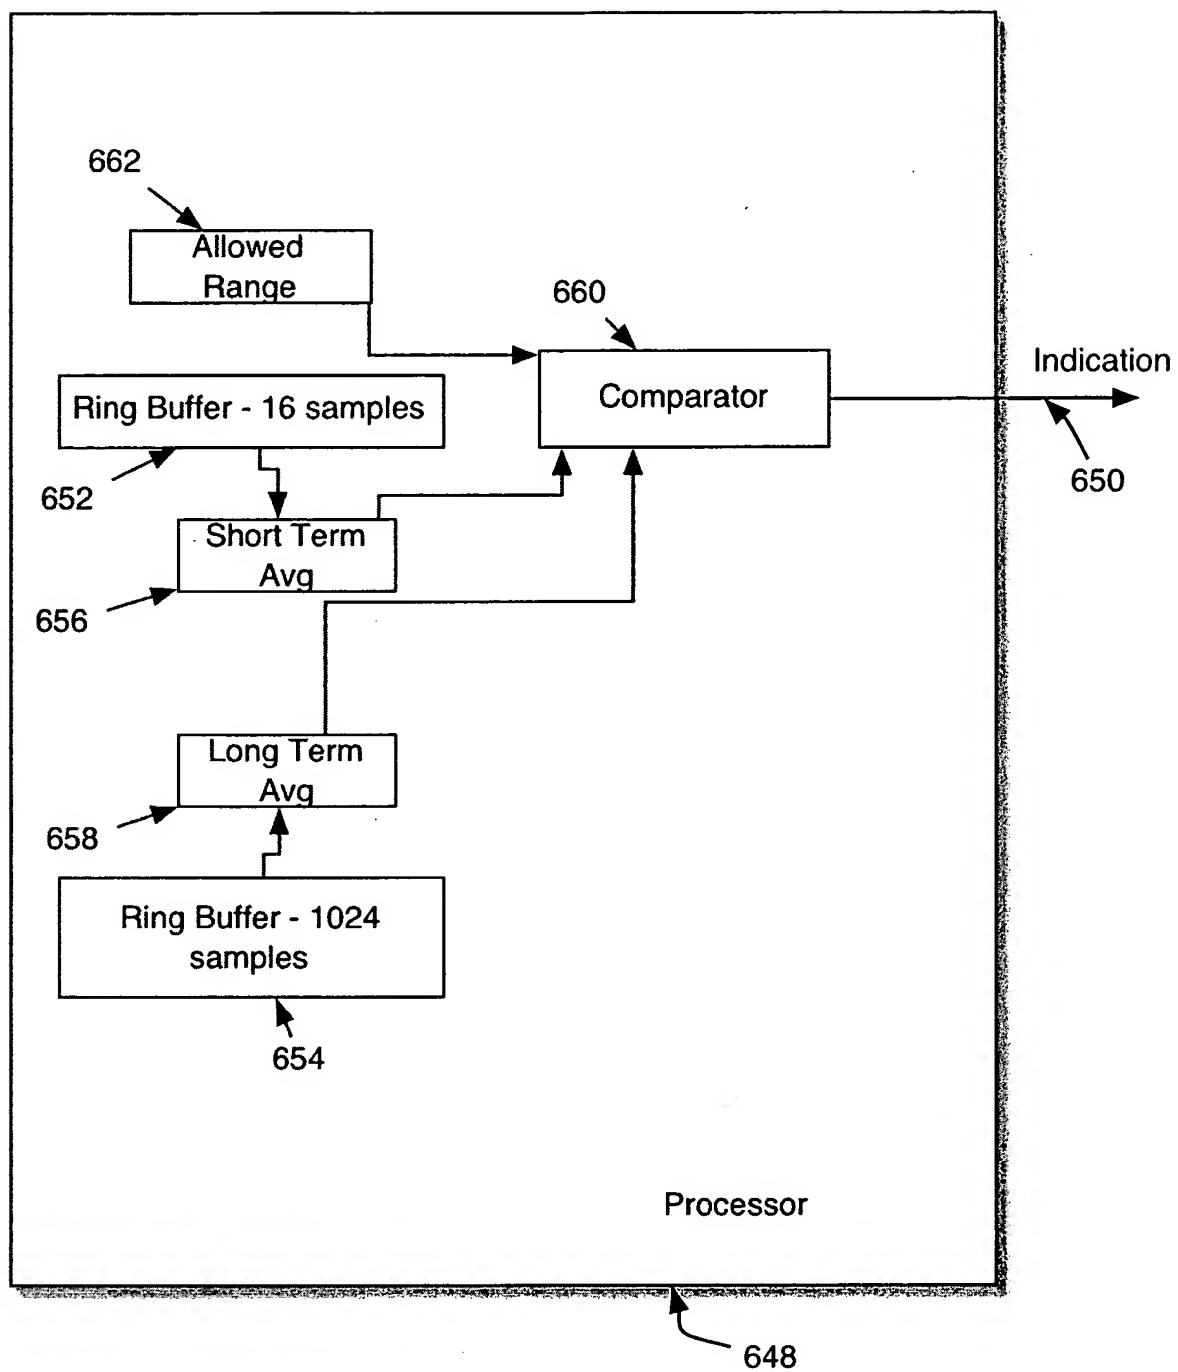 662
Allowed
Range
660
Indication
Comparator
Ring Buffer - 16 samples
652
650
Short Term
Avg
656
Long Term
Avg
658
Ring Buffer - 1024
samples
654
Processor
648